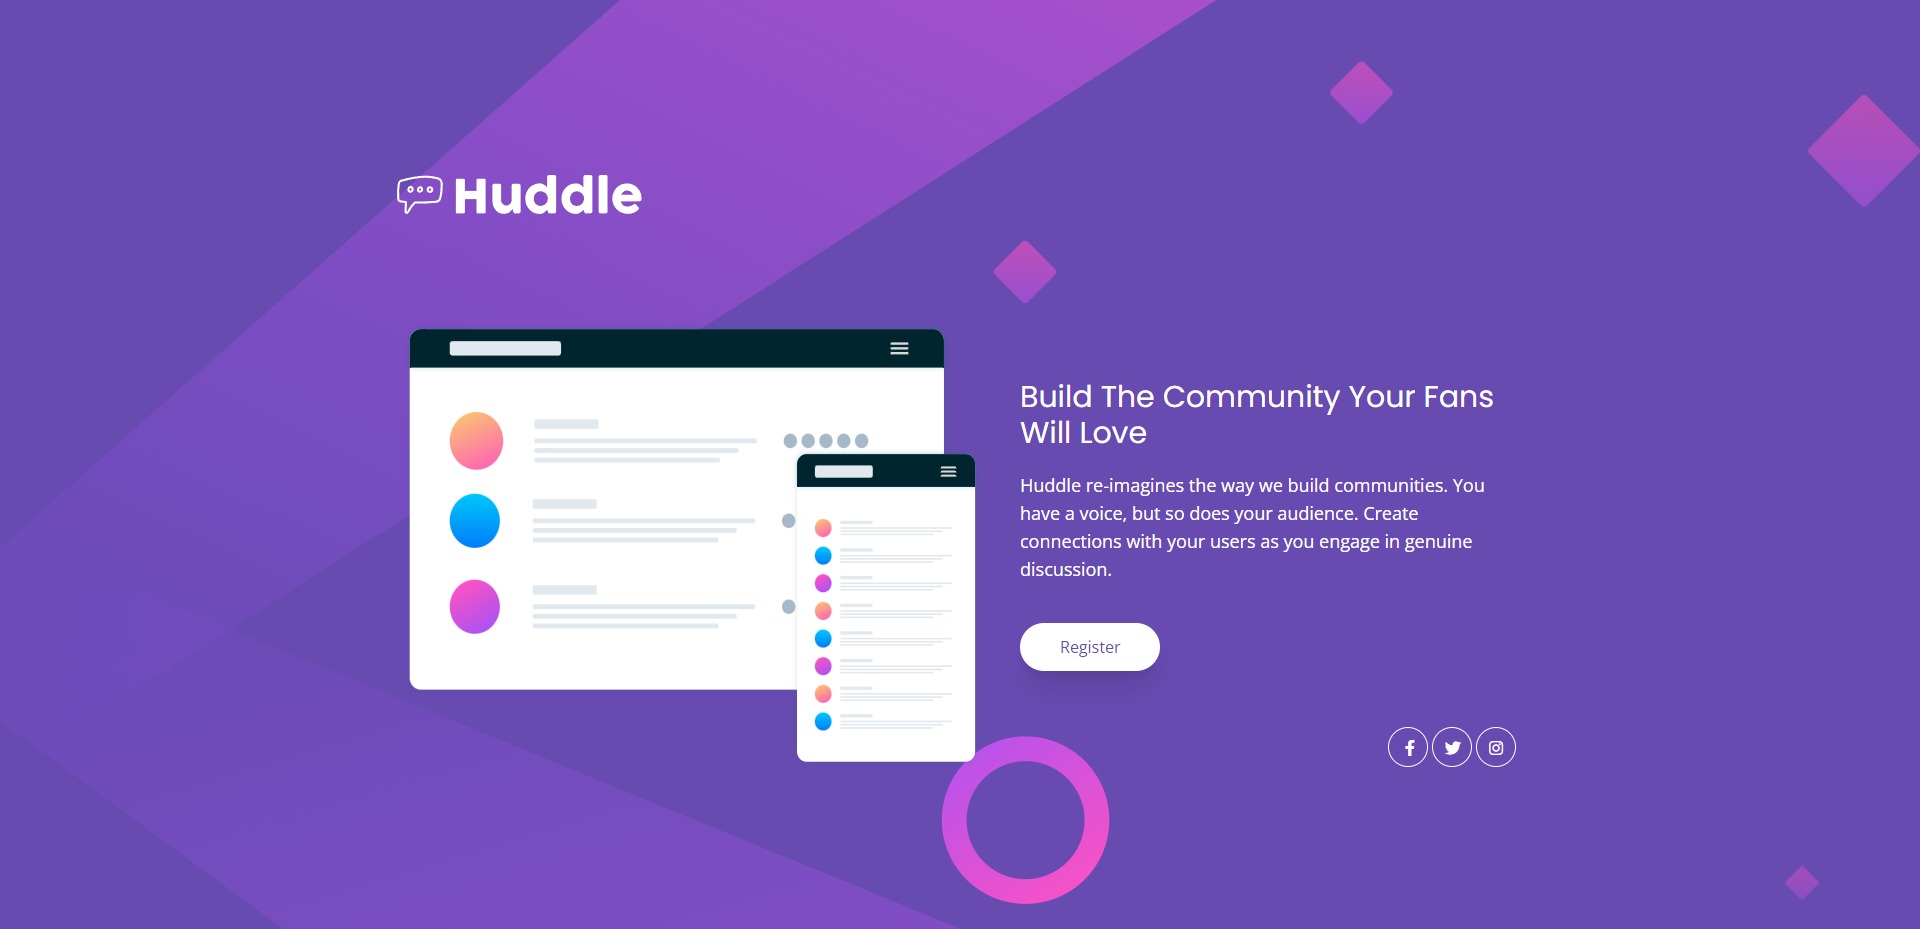 Huddle
Build The Community Your Fans
Will Love
Huddle re-imagines the way we build communities. You
have a voice, but so does your audience. Create
connections with your users as you engage in genuine
discussion.
Register